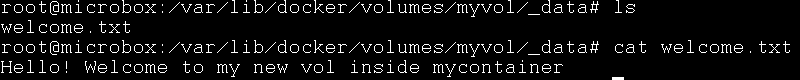 root@microbox:/var/lib/docker/volumes/myvol/_data# ls
welcome.txt
root@microbox:/var/lib/docker/volumes/myvol/_data# cat welcome.txt
Hello! Welcome to my new vol inside mycontainer